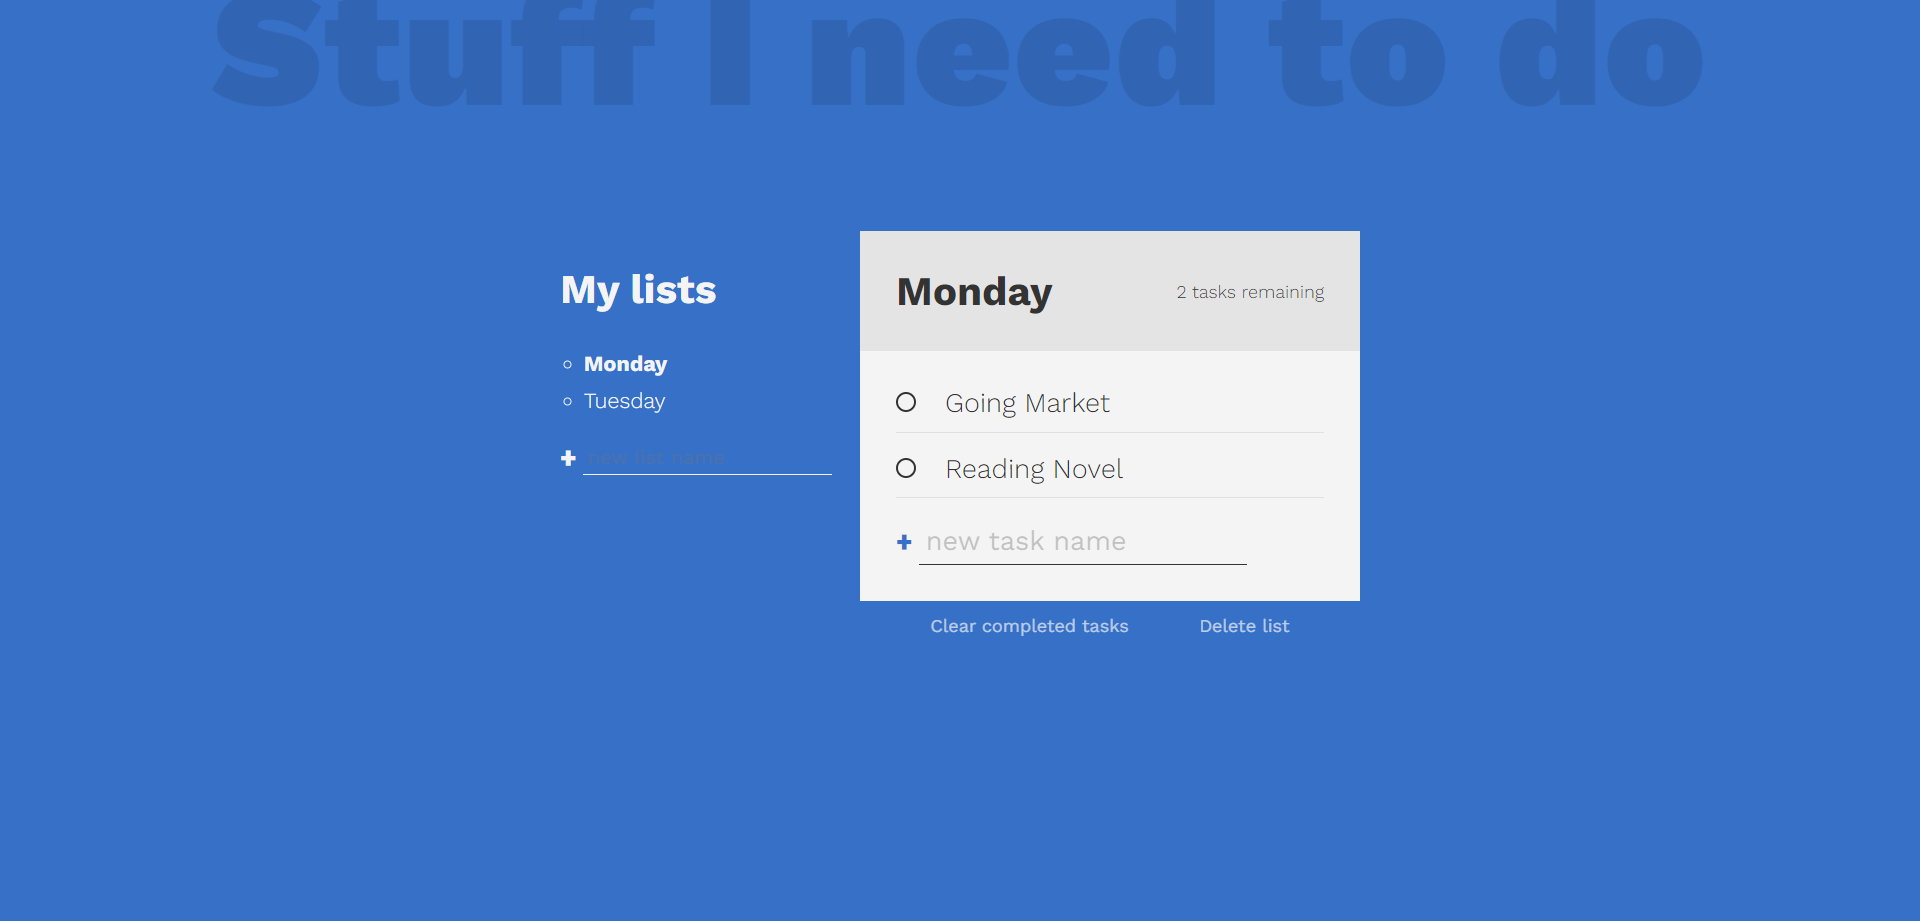 Stuff I need to do
My lists
Monday
Tuesday
+ new list name
Monday
2 tasks remaining
Going Market
Reading Novel
+ new task name
Clear completed tasks
Delete list